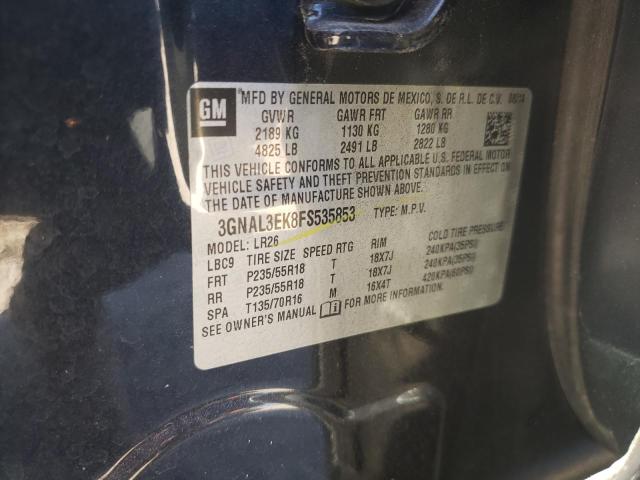 GM
MFD BY GENERAL MOTORS DE MEXICO, S. DE R.L. DE C.V. 08/14
GVWR GAWR FRT GAWR RR
2189 KG 1130 KG 1280 KG
4825 LB 2491 LB 2822 LB
THIS VEHICLE CONFORMS TO ALL APPLICABLE U.S. FEDERAL MOTOR
VEHICLE SAFETY AND THEFT PREVENTION STANDARDS IN EFFECT ON
THE DATE OF MANUFACTURE SHOWN ABOVE.
3GNAL3EK8FS535853 TYPE: M.P.V.
MODEL: LR26
LBC9 TIRE SIZE SPEED RTG RIM COLD TIRE PRESSURE
FRT P235/55R18 T 18X7J 240KPA(35PSI)
RR P235/55R18 T 18X7J 240KPA(35PSI)
SPA T135/70R16 M 16X4T 420KPA(60PSI)
SEE OWNER'S MANUAL FOR MORE INFORMATION.